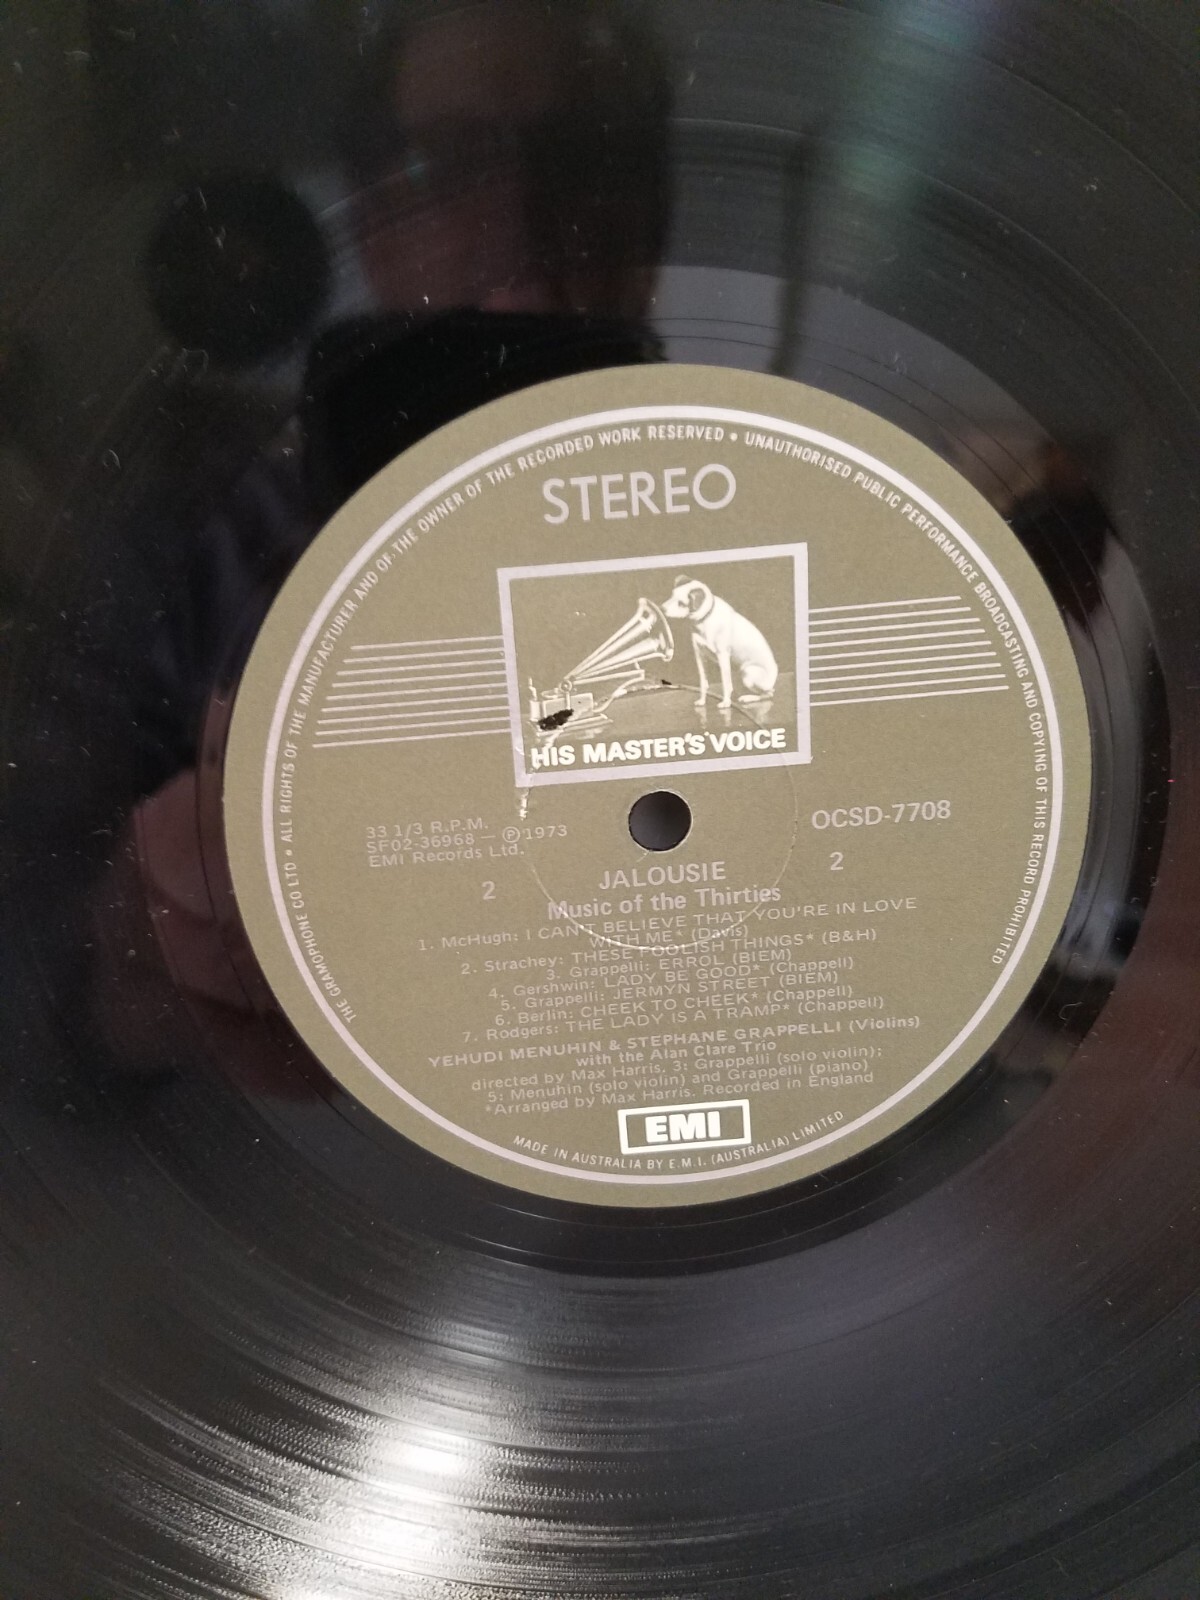 THE GRAMOPHONE CO LTD • ALL RIGHTS OF THE MANUFACTURER AND OF THE OWNER OF THE RECORDED WORK RESERVED • UNAUTHORISED PUBLIC PERFORMANCE BROADCASTING AND COPYING OF THIS RECORD PROHIBITED
STEREO
HIS MASTER'S VOICE
33 1/3 R.P.M.
SF02-36968 — Ⓟ1973
EMI Records Ltd.
OCSD-7708
2
2
JALOUSIE
Music of the Thirties
1. McHugh: I CAN'T BELIEVE THAT YOU'RE IN LOVE
WITH ME* (Davis)
2. Strachey: THESE FOOLISH THINGS* (B&H)
3. Grappelli: ERROL (BIEM)
4. Gershwin: LADY BE GOOD* (Chappell)
5. Grappelli: JERMYN STREET (BIEM)
6. Berlin: CHEEK TO CHEEK* (Chappell)
7. Rodgers: THE LADY IS A TRAMP* (Chappell)
YEHUDI MENUHIN & STEPHANE GRAPPELLI (Violins)
with the Alan Clare Trio
directed by Max Harris. 3: Grappelli (solo violin);
5: Menuhin (solo violin) and Grappelli (piano)
*Arranged by Max Harris. Recorded in England
EMI
MADE IN AUSTRALIA BY E.M.I. (AUSTRALIA) LIMITED